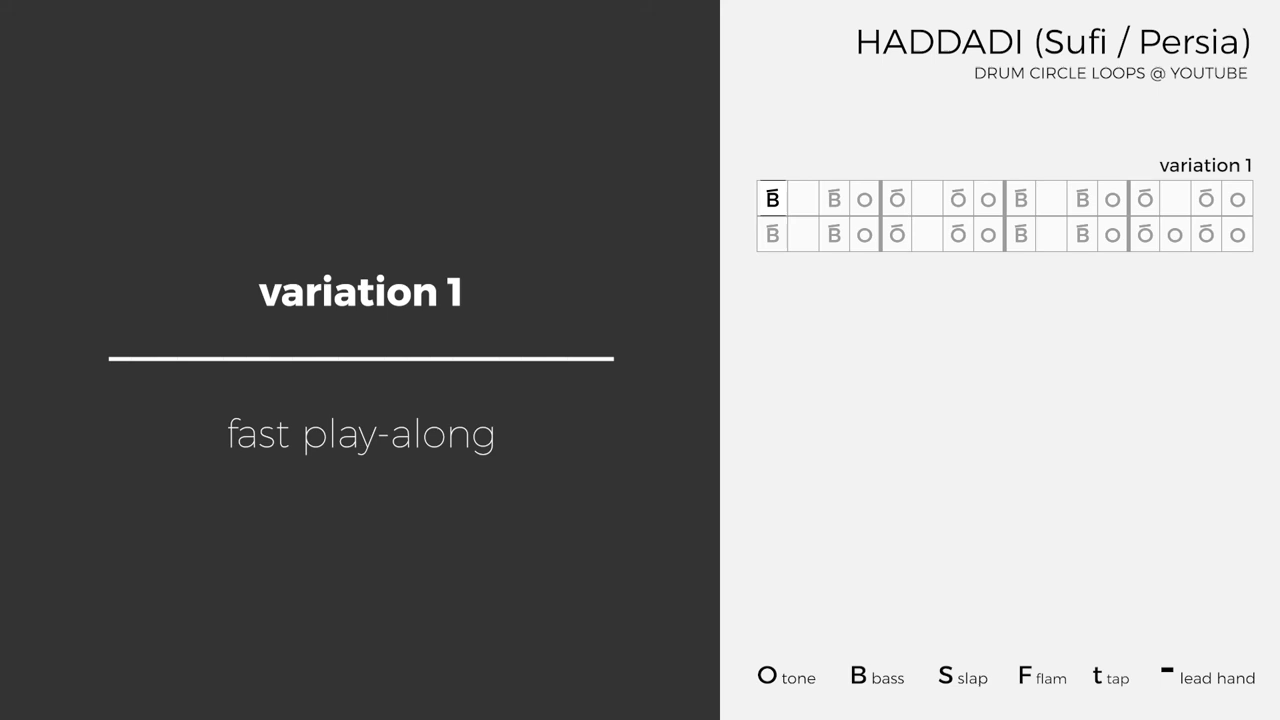 variation 1
fast play-along
HADDADI (Sufi / Persia)
DRUM CIRCLE LOOPS @ YOUTUBE
variation 1
B̄ B̄ O Ō Ō O B̄ B̄ O Ō Ō O
B̄ B̄ O Ō Ō O B̄ B̄ O Ō O Ō O
O tone B bass S slap F flam t tap - lead hand